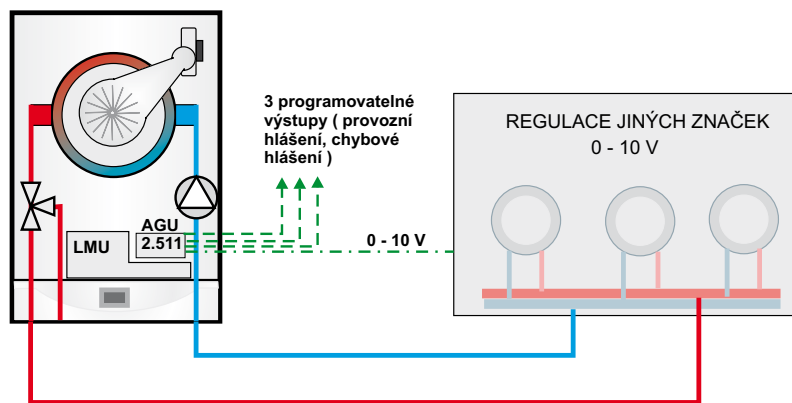 3 programovatelné
výstupy ( provozní
hlášení, chybové
hlášení )
REGULACE JINÝCH ZNAČEK
0 - 10 V
AGU
2.511
LMU
0 - 10 V